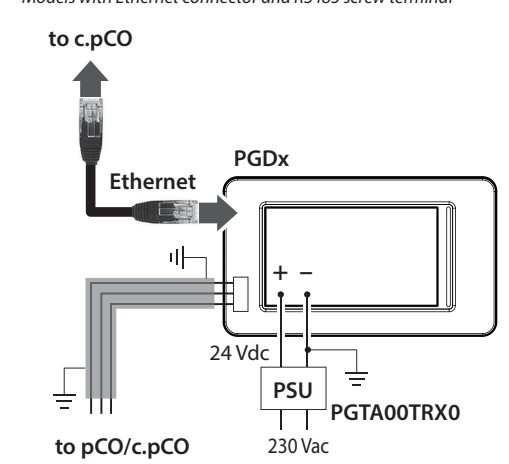 Models with Ethernet connector and RS485 screw terminal
to c.pCO
PGDx
Ethernet
+ −
24 Vdc
PSU
PGTA00TRX0
230 Vac
to pCO/c.pCO